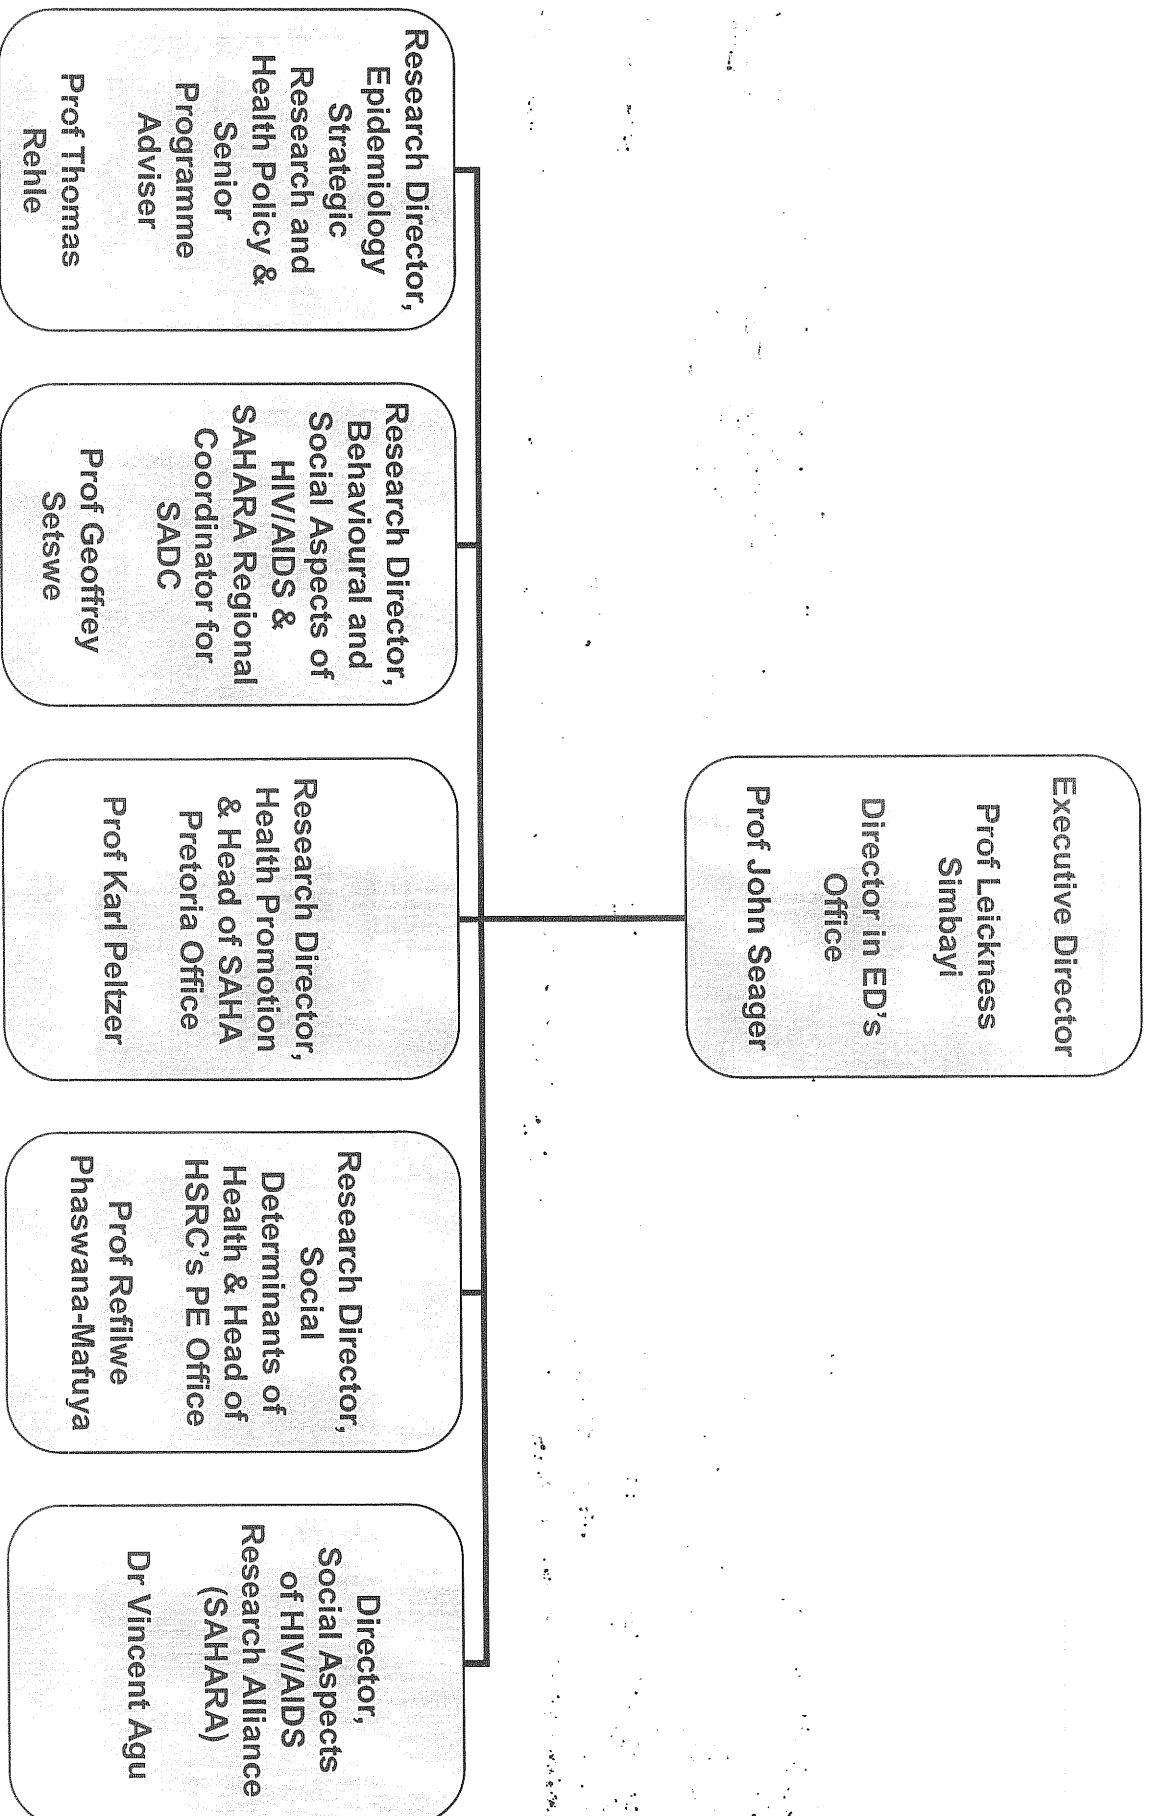 Executive Director
Prof Leickness
Simbayi
Director in ED's
Office
Prof John Seager
Research Director,
Epidemiology
Strategic
Research and
Health Policy &
Senior
Programme
Adviser
Prof Thomas
Rehle
Research Director,
Behavioural and
Social Aspects of
HIV/AIDS &
SAHARA Regional
Coordinator for
SADC
Prof Geoffrey
Setswe
Research Director,
Health Promotion
& Head of SAHA
Pretoria Office
Prof Karl Peltzer
Research Director,
Social
Determinants of
Health & Head of
HSRC's PE Office
Prof Refilwe
Phaswana-Mafuya
Director,
Social Aspects
of HIV/AIDS
Research Alliance
(SAHARA)
Dr Vincent Agu